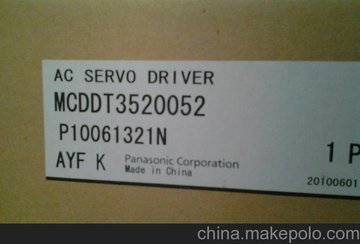 AC SERVO DRIVER
MCDDT3520052
P10061321N
AYF K Panasonic Corporation
Made in China
1 P
20100601
china.makepolo.com